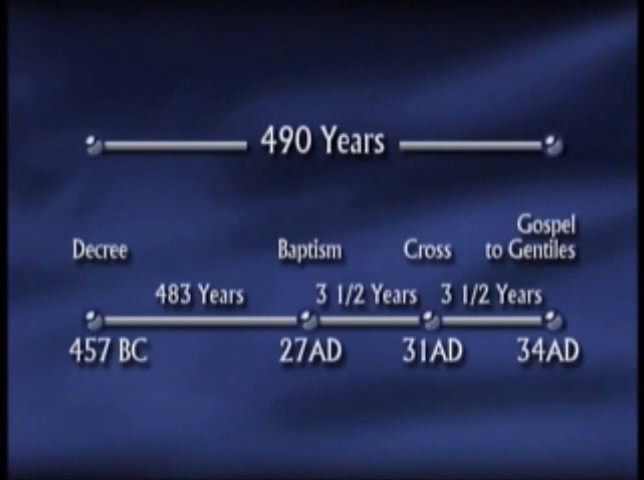 490 Years
Decree
Baptism
Cross
Gospel
to Gentiles
483 Years
3 1/2 Years
3 1/2 Years
457 BC
27AD
31AD
34AD